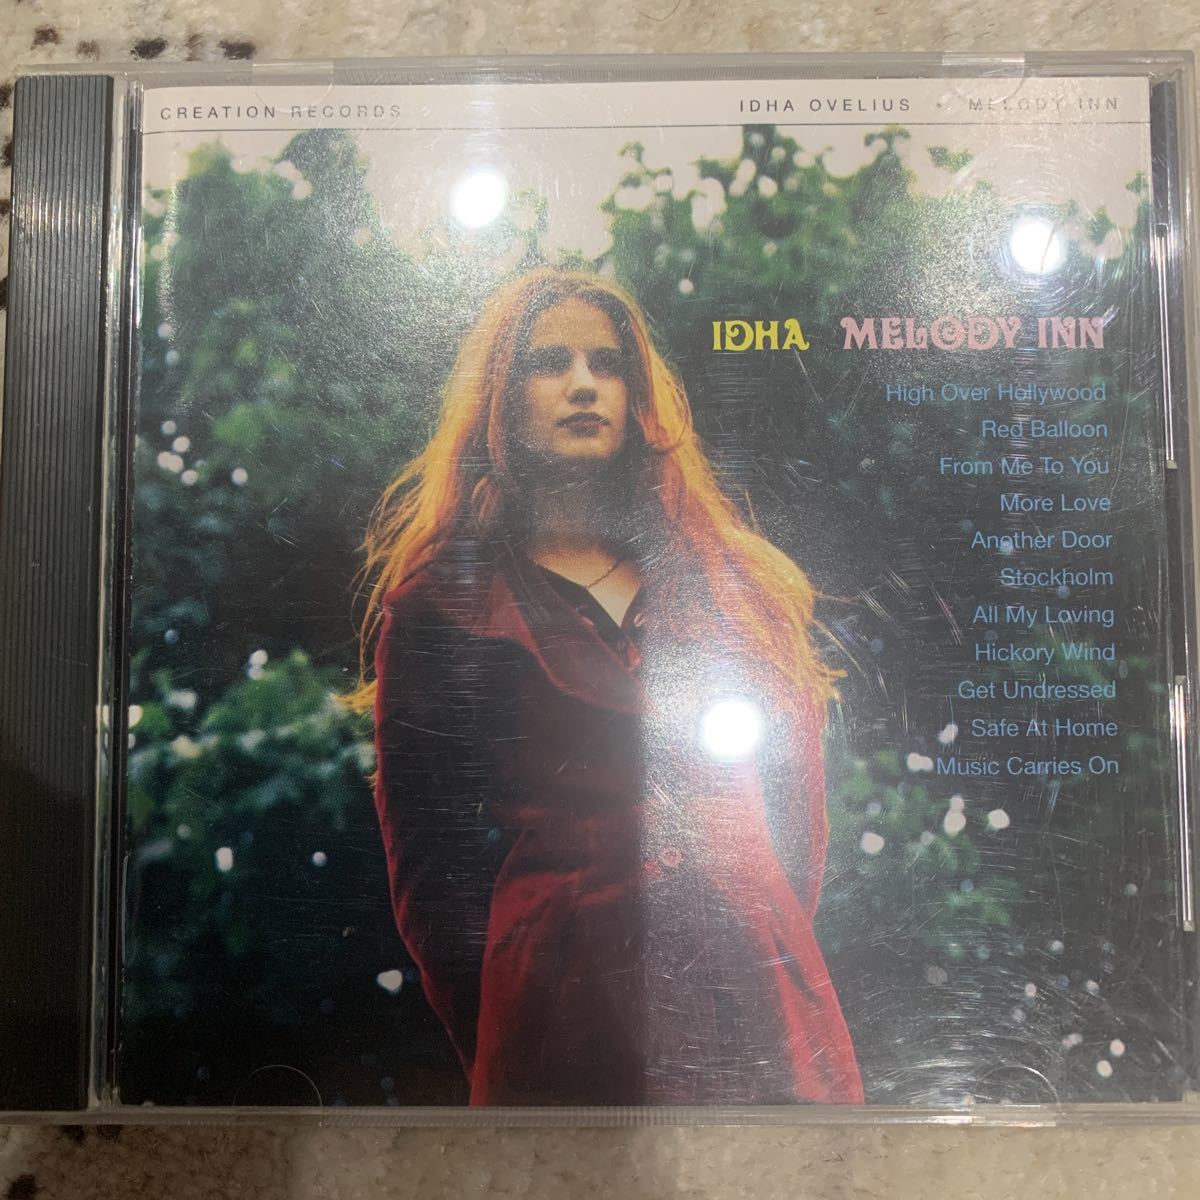 CREATION RECORDS
IDHA OVELIUS • MELODY INN
IDHA MELODY INN
High Over Hollywood
Red Balloon
From Me To You
More Love
Another Door
Stockholm
All My Loving
Hickory Wind
Get Undressed
Safe At Home
Music Carries On